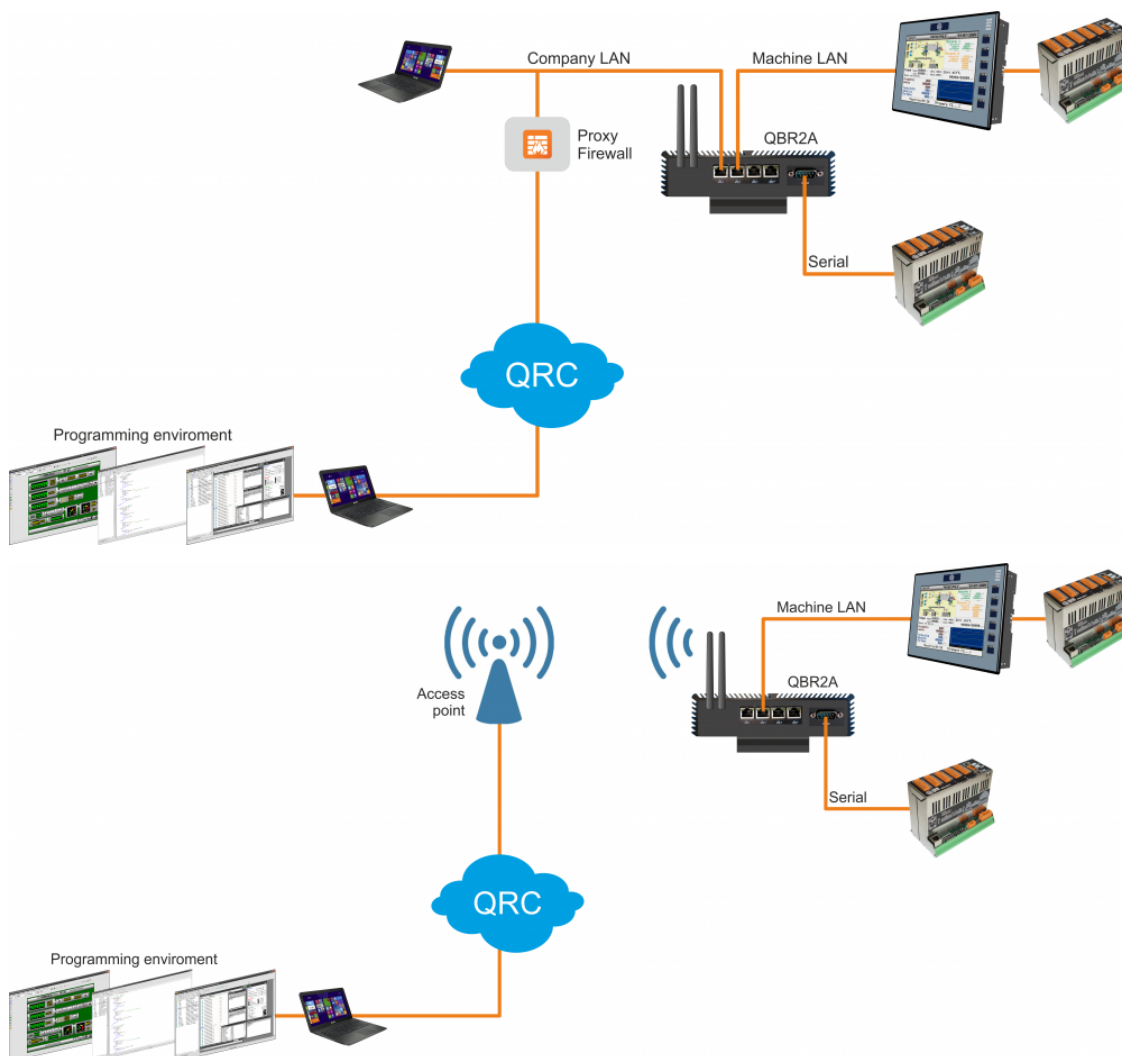 Company LAN
Machine LAN
Proxy
Firewall
QBR2A
Serial
QRC
Programming enviroment
Machine LAN
QBR2A
Access
point
Serial
QRC
Programming enviroment